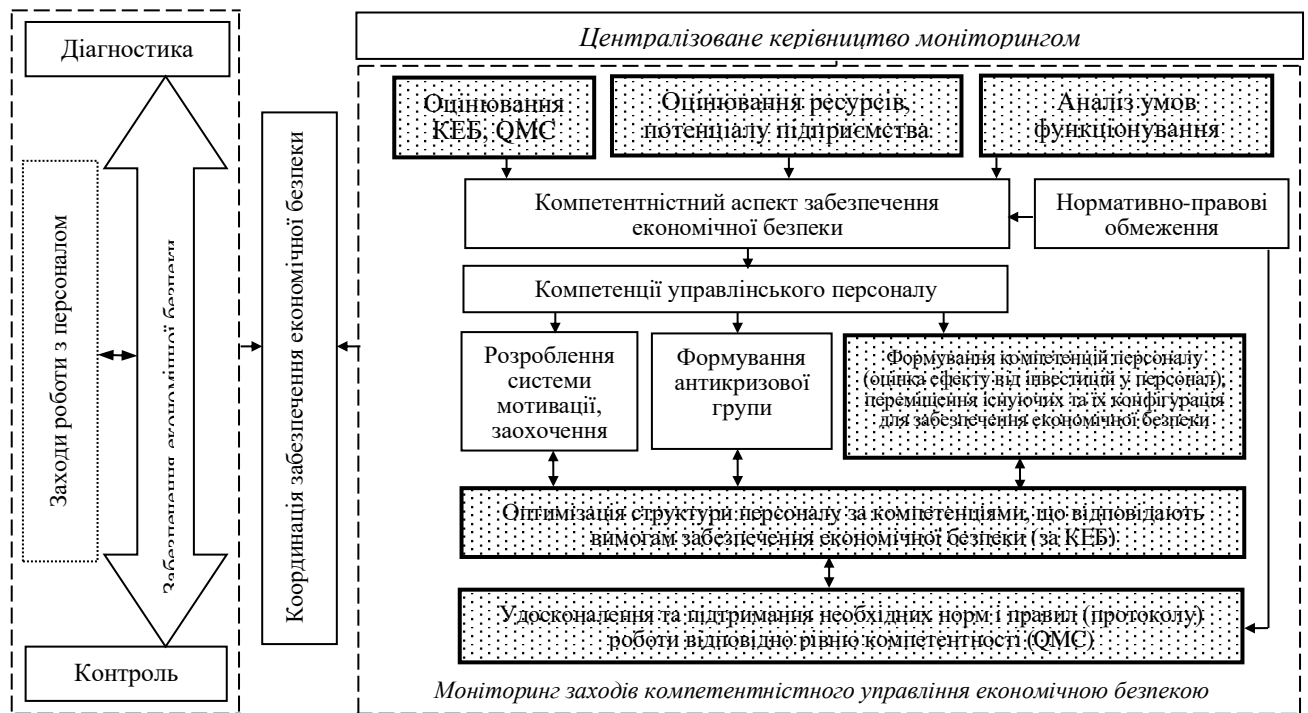 Діагностика
Заходи роботи з персоналом
Забезпечення економічної безпеки
Контроль
Координація забезпечення економічної безпеки
Централізоване керівництво моніторингом
Оцінювання
КЕБ, QMC
Оцінювання ресурсів,
потенціалу підприємства
Аналіз умов
функціонування
Компетентністний аспект забезпечення
економічної безпеки
Нормативно-правові
обмеження
Компетенції управлінського персоналу
Розроблення
системи
мотивації,
заохочення
Формування
антикризової
групи
Формування компетенцій персоналу
(оцінка ефекту від інвестицій у персонал),
переміщення існуючих та їх конфігурація
для забезпечення економічної безпеки
Оптимізація структури персоналу за компетенціями, що відповідають
вимогам забезпечення економічної безпеки (за КЕБ)
Удосконалення та підтримання необхідних норм і правил (протоколу)
роботи відповідно рівню компетентності (QMC)
Моніторинг заходів компетентністного управління економічною безпекою